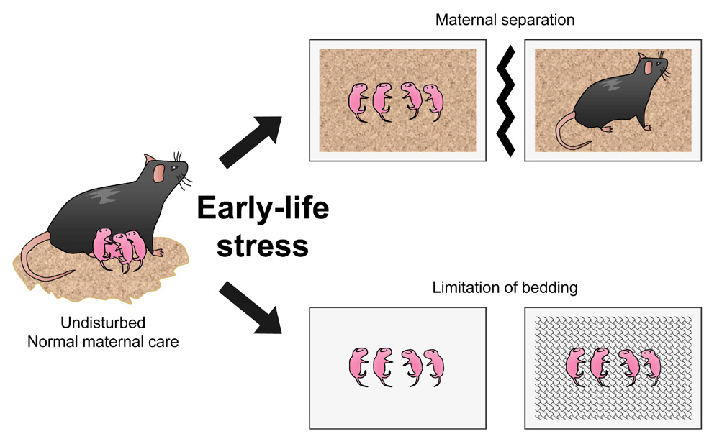 Maternal separation
Early-life
stress
Undisturbed
Normal maternal care
Limitation of bedding